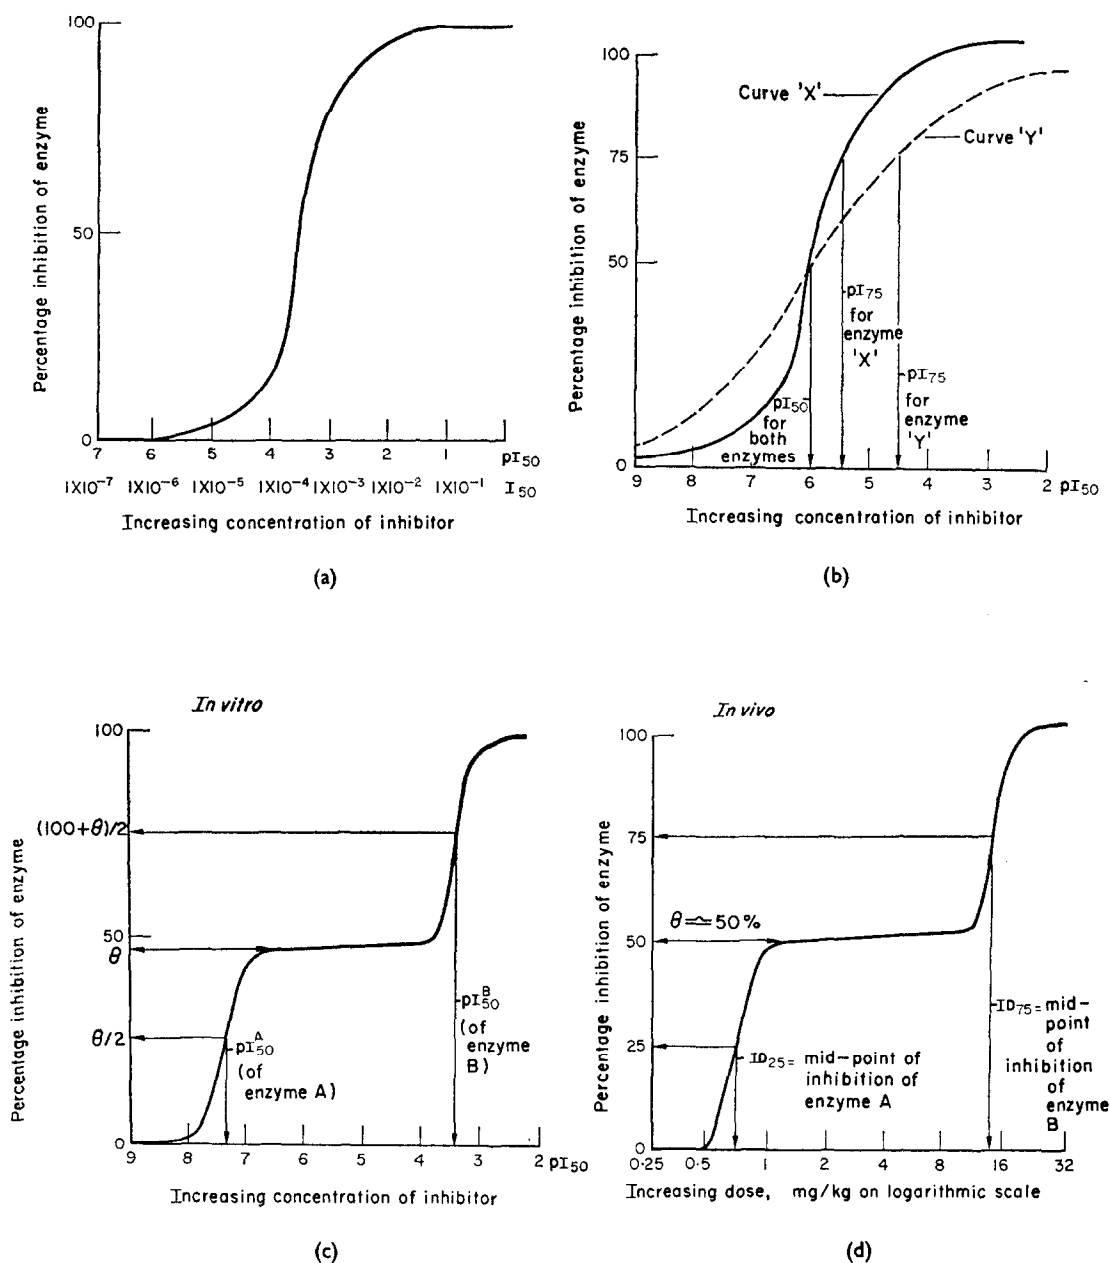 100
50
0
Percentage inhibition of enzyme
7 6 5 4 3 2 1 pI50
1X10-7 1X10-6 1X10-5 1X10-4 1X10-3 1X10-2 1X10-1 I50
Increasing concentration of inhibitor
(a)
100
75
50
25
0
Percentage inhibition of enzyme
Curve 'X'
Curve 'Y'
pI75
for
enzyme
'X'
pI75
for
enzyme
'Y'
pI50
for
both
enzymes
9 8 7 6 5 4 3 2 pI50
Increasing concentration of inhibitor
(b)
In vitro
100
(100+θ)/2
50
θ
θ/2
0
Percentage inhibition of enzyme
pI50A
(of
enzyme A)
pI50B
(of
enzyme
B)
9 8 7 6 5 4 3 2 pI50
Increasing concentration of inhibitor
(c)
In vivo
100
75
50
25
0
Percentage inhibition of enzyme
θ≏50%
ID25= mid-point of
inhibition of
enzyme A
ID75= mid-
point
of
inhibition
of
enzyme
B
0·25 0·5 1 2 4 8 16 32
Increasing dose, mg/kg on logarithmic scale
(d)